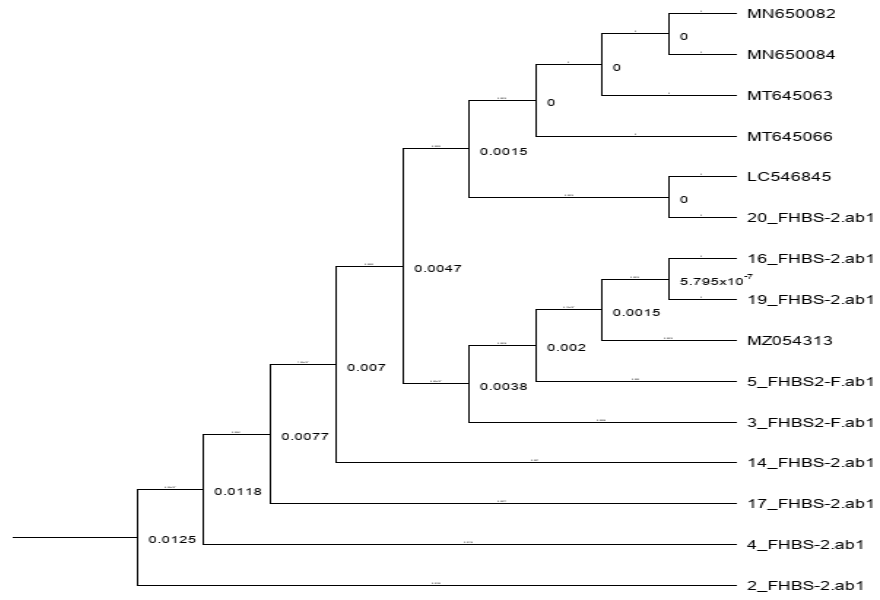 MN650082
0
MN650084
0
MT645063
0
MT645066
0.0015
LC546845
0
20_FHBS-2.ab1
16_FHBS-2.ab1
0.0047
5.795x10-7
19_FHBS-2.ab1
0.0015
MZ054313
0.002
0.007
5_FHBS2-F.ab1
0.0038
3_FHBS2-F.ab1
0.0077
14_FHBS-2.ab1
0.0118
17_FHBS-2.ab1
0.0125
4_FHBS-2.ab1
2_FHBS-2.ab1